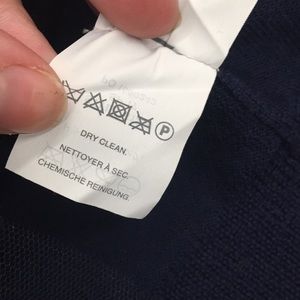 P
DRY CLEAN.
NETTOYER À SEC.
CHEMISCHE REINIGUNG.